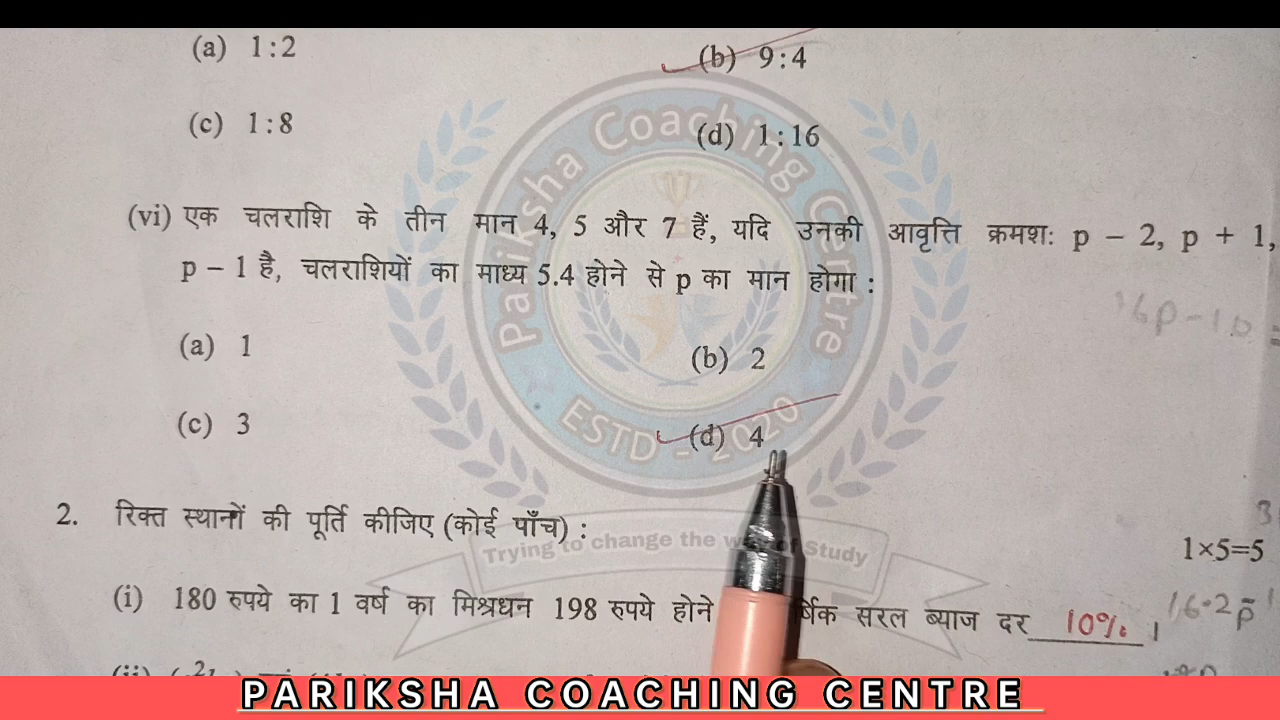 (a) 1:2
(b) 9:4
(c) 1:8
(d) 1:16
(vi) एक चलराशि के तीन मान 4, 5 और 7 हैं, यदि उनकी आवृत्ति क्रमशः p – 2, p + 1,
p – 1 है, चलराशियों का माध्य 5.4 होने से p का मान होगा :
16p-10 =
(a) 1
(b) 2
(c) 3
(d) 4
2. रिक्त स्थानों की पूर्ति कीजिए (कोई पाँच) :
3
1×5=5
(i) 180 रुपये का 1 वर्ष का मिश्रधन 198 रुपये होने र्षिक सरल ब्याज दर 10% ।
16.2
Pariksha Coaching Centre
ESTD - 2020
Trying to change the way of Study
PARIKSHA COACHING CENTRE